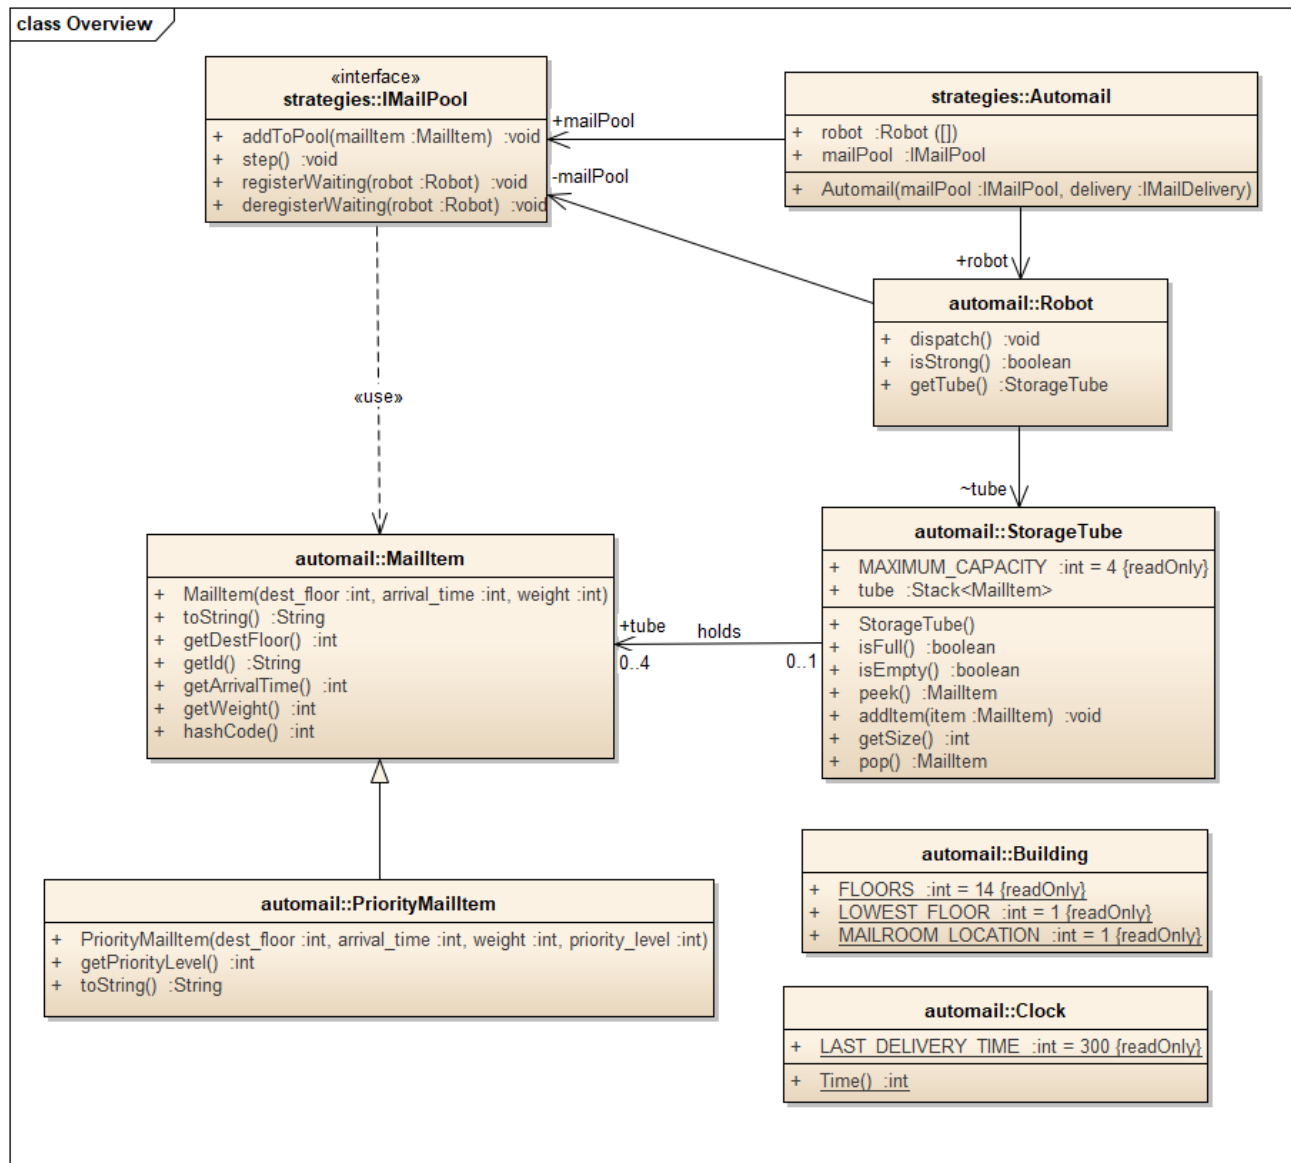 class Overview
«interface»
strategies::IMailPool
+ addToPool(mailItem :MailItem) :void
+ step() :void
+ registerWaiting(robot :Robot) :void
+ deregisterWaiting(robot :Robot) :void
+mailPool
-mailPool
strategies::Automail
+ robot :Robot ([])
+ mailPool :IMailPool
+ Automail(mailPool :IMailPool, delivery :IMailDelivery)
+robot
automail::Robot
+ dispatch() :void
+ isStrong() :boolean
+ getTube() :StorageTube
«use»
~tube
automail::MailItem
+ MailItem(dest_floor :int, arrival_time :int, weight :int)
+ toString() :String
+ getDestFloor() :int
+ getId() :String
+ getArrivalTime() :int
+ getWeight() :int
+ hashCode() :int
+tube holds
0..4 0..1
automail::StorageTube
+ MAXIMUM_CAPACITY :int = 4 {readOnly}
+ tube :Stack<MailItem>
+ StorageTube()
+ isFull() :boolean
+ isEmpty() :boolean
+ peek() :MailItem
+ addItem(item :MailItem) :void
+ getSize() :int
+ pop() :MailItem
automail::PriorityMailItem
+ PriorityMailItem(dest_floor :int, arrival_time :int, weight :int, priority_level :int)
+ getPriorityLevel() :int
+ toString() :String
automail::Building
+ FLOORS :int = 14 {readOnly}
+ LOWEST_FLOOR :int = 1 {readOnly}
+ MAILROOM_LOCATION :int = 1 {readOnly}
automail::Clock
+ LAST_DELIVERY_TIME :int = 300 {readOnly}
+ Time() :int